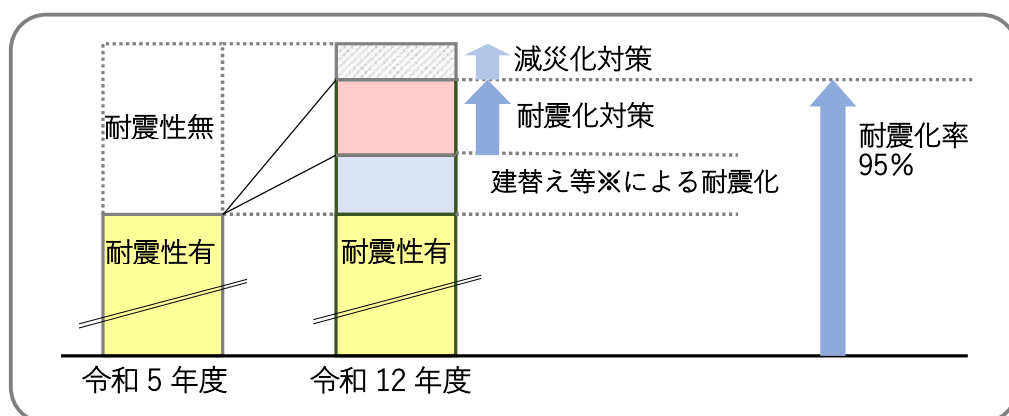 減災化対策
耐震性無
耐震化対策
耐震化率
95%
建替え等※による耐震化
耐震性有
耐震性有
令和 5 年度
令和 12 年度